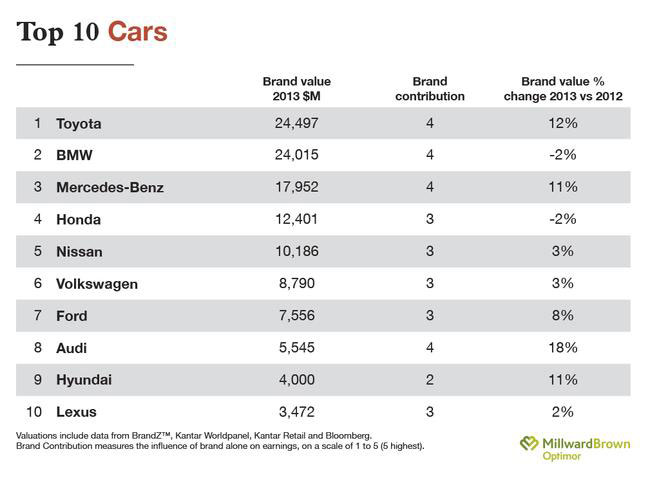 Top 10 Cars
Brand value 2013 $M Brand contribution Brand value % change 2013 vs 2012
1 Toyota 24,497 4 12%
2 BMW 24,015 4 -2%
3 Mercedes-Benz 17,952 4 11%
4 Honda 12,401 3 -2%
5 Nissan 10,186 3 3%
6 Volkswagen 8,790 3 3%
7 Ford 7,556 3 8%
8 Audi 5,545 4 18%
9 Hyundai 4,000 2 11%
10 Lexus 3,472 3 2%
Valuations include data from BrandZ™, Kantar Worldpanel, Kantar Retail and Bloomberg.
Brand Contribution measures the influence of brand alone on earnings, on a scale of 1 to 5 (5 highest).
MillwardBrown
Optimor